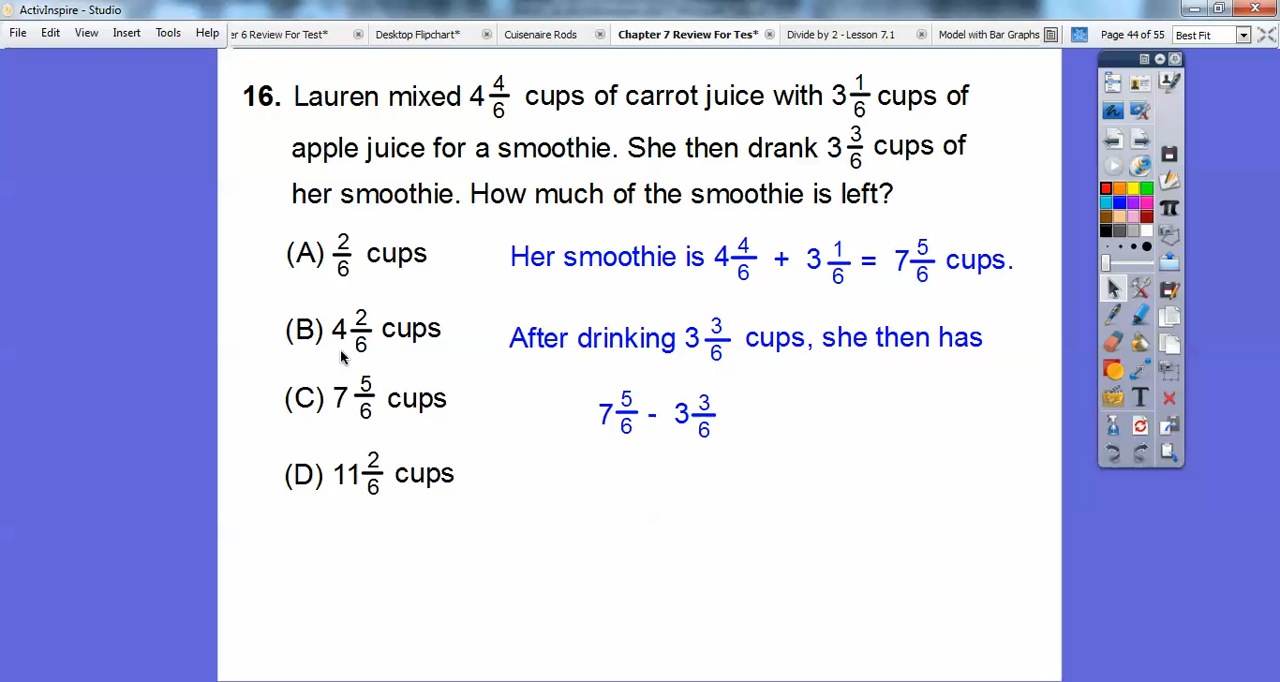 ActivInspire - Studio
File Edit View Insert Tools Help er 6 Review For Test* Desktop Flipchart* Cuisenaire Rods Chapter 7 Review For Tes* Divide by 2 - Lesson 7.1 Model with Bar Graphs Page 44 of 55 Best Fit
16. Lauren mixed 4 4/6 cups of carrot juice with 3 1/6 cups of
apple juice for a smoothie. She then drank 3 3/6 cups of
her smoothie. How much of the smoothie is left?
(A) 2/6 cups
Her smoothie is 4 4/6 + 3 1/6 = 7 5/6 cups.
(B) 4 2/6 cups
After drinking 3 3/6 cups, she then has
(C) 7 5/6 cups
7 5/6 - 3 3/6
(D) 11 2/6 cups